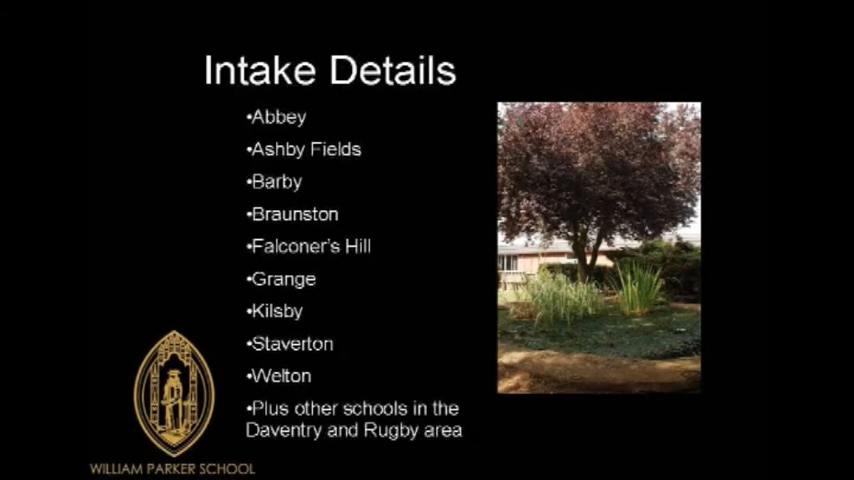 Intake Details
•Abbey
•Ashby Fields
•Barby
•Braunston
•Falconer's Hill
•Grange
•Kilsby
•Staverton
•Welton
•Plus other schools in the
Daventry and Rugby area
WILLIAM PARKER SCHOOL